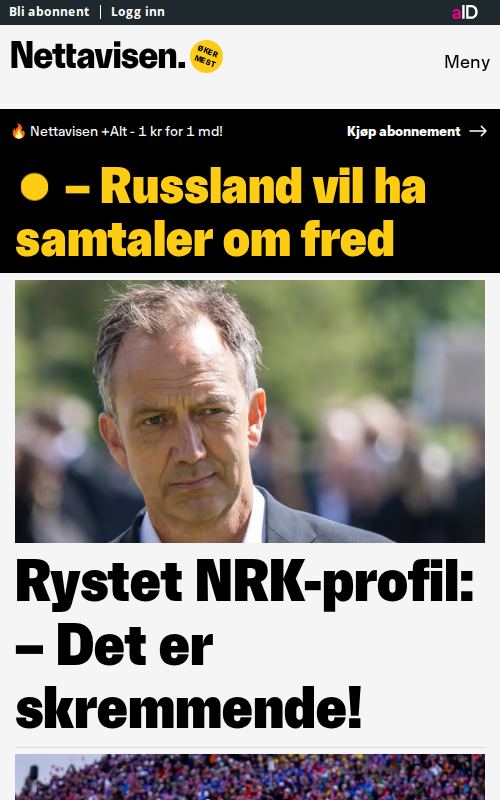 Bli abonnent | Logg inn
aID
Nettavisen.
ØKER
MEST
Meny
🔥 Nettavisen +Alt - 1 kr for 1 md!
Kjøp abonnement →
– Russland vil ha
samtaler om fred
Rystet NRK-profil:
– Det er
skremmende!